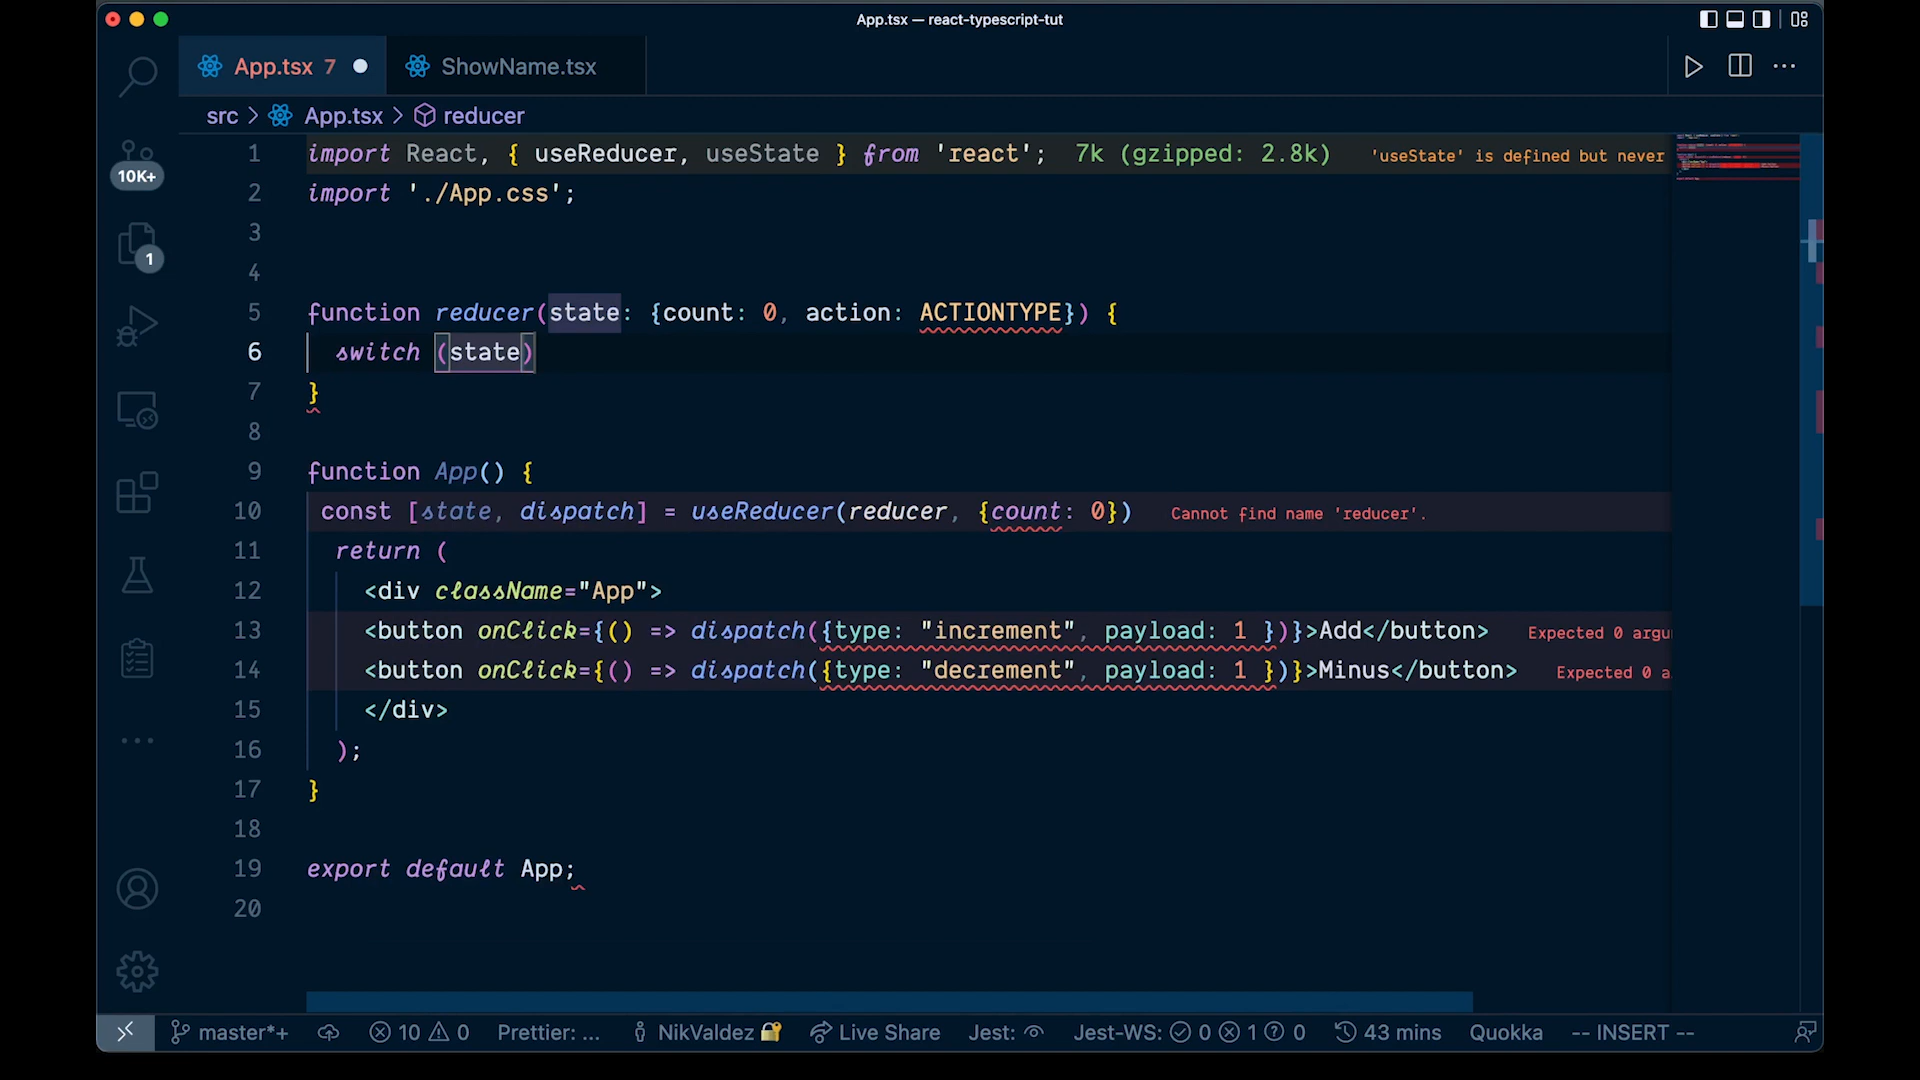 App.tsx — react-typescript-tut
App.tsx 7
ShowName.tsx
src > App.tsx > reducer
10K+
1
1 import React, { useReducer, useState } from 'react'; 7k (gzipped: 2.8k) 'useState' is defined but never
2 import './App.css';
3
4
5 function reducer(state: {count: 0, action: ACTIONTYPE}) {
6 switch (state)
7 }
8
9 function App() {
10 const [state, dispatch] = useReducer(reducer, {count: 0}) Cannot find name 'reducer'.
11 return (
12 <div className="App">
13 <button onClick={() => dispatch({type: "increment", payload: 1 })}>Add</button> Expected 0 argu
14 <button onClick={() => dispatch({type: "decrement", payload: 1 })}>Minus</button> Expected 0 a
15 </div>
16 );
17 }
18
19 export default App;
20
master*+ 10 0 Prettier: ... NikValdez Live Share Jest: Jest-WS: 0 1 0 43 mins Quokka -- INSERT --